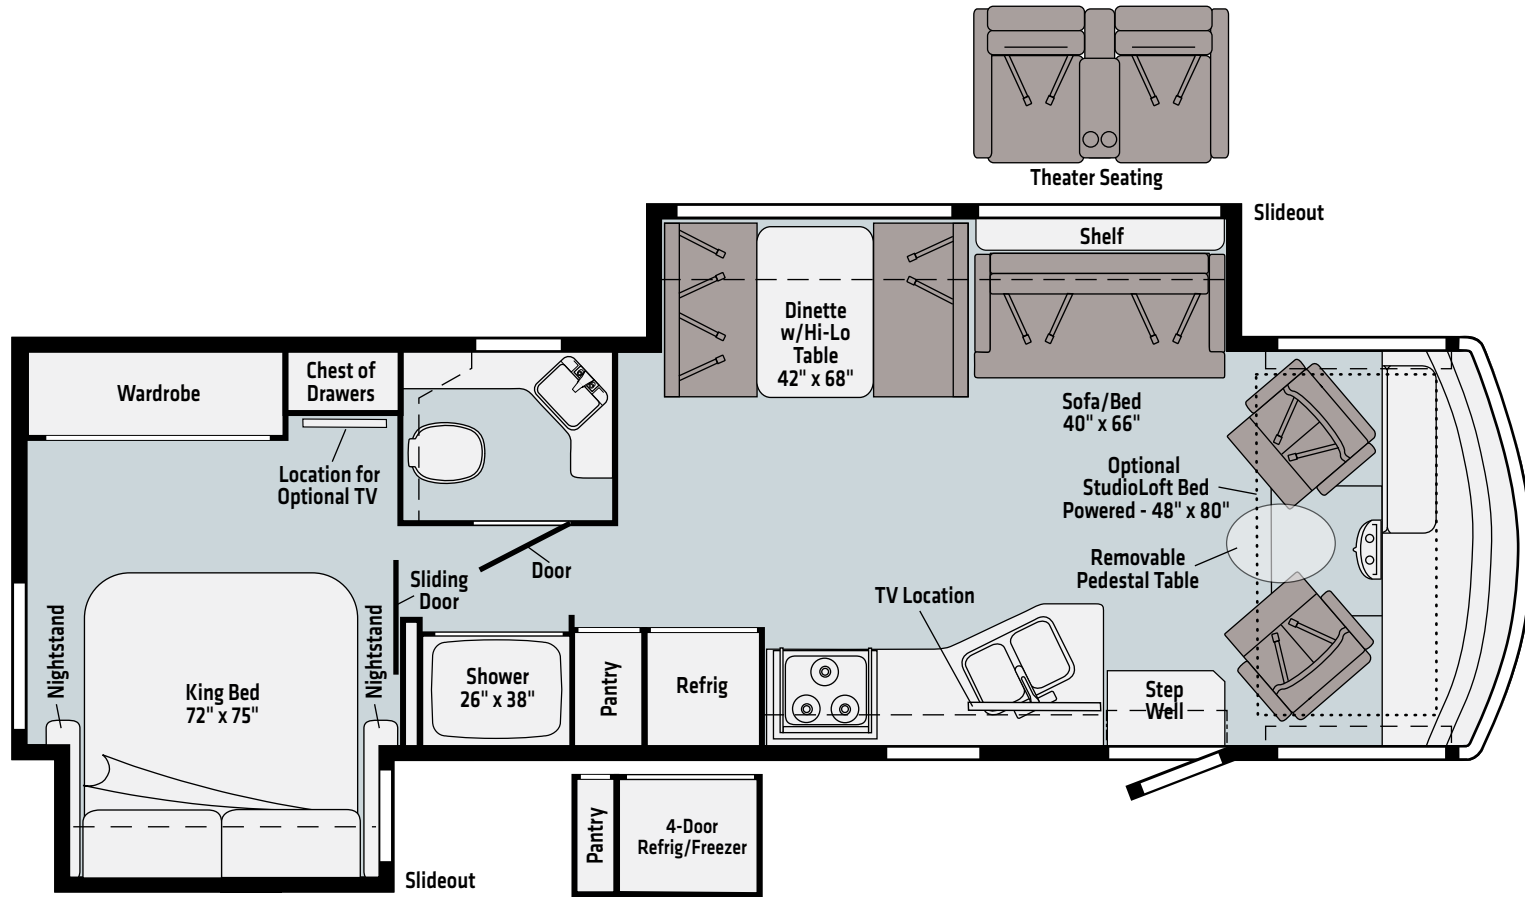 Theater Seating
Slideout
Shelf
Dinette
w/Hi-Lo
Table
42" x 68"
Wardrobe
Chest of
Drawers
Sofa/Bed
40" x 66"
Location for
Optional TV
Optional
StudioLoft Bed
Powered - 48" x 80"
Removable
Pedestal Table
Door
Sliding
Door
TV Location
Nightstand
King Bed
72" x 75"
Nightstand
Shower
26" x 38"
Pantry
Refrig
Step
Well
Pantry
4-Door
Refrig/Freezer
Slideout